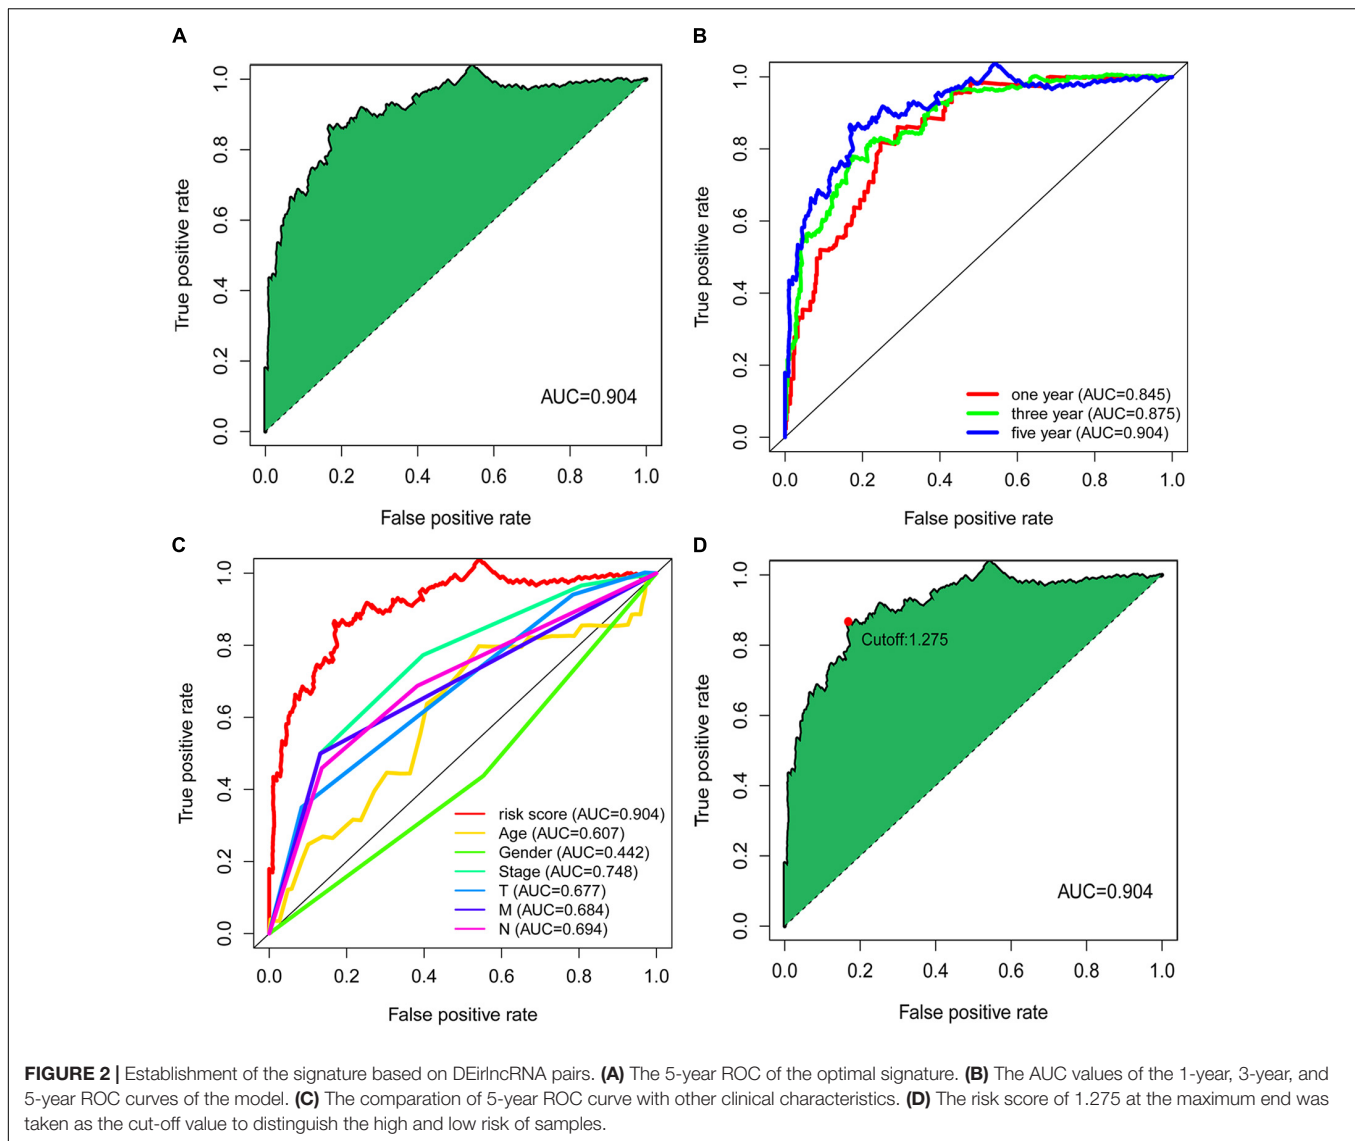 A
1.0
0.8
0.6
0.4
0.2
0.0
True positive rate
AUC=0.904
0.0 0.2 0.4 0.6 0.8 1.0
False positive rate
B
1.0
0.8
0.6
0.4
0.2
0.0
True positive rate
one year (AUC=0.845)
three year (AUC=0.875)
five year (AUC=0.904)
0.0 0.2 0.4 0.6 0.8 1.0
False positive rate
C
1.0
0.8
0.6
0.4
0.2
0.0
True positive rate
risk score (AUC=0.904)
Age (AUC=0.607)
Gender (AUC=0.442)
Stage (AUC=0.748)
T (AUC=0.677)
M (AUC=0.684)
N (AUC=0.694)
0.0 0.2 0.4 0.6 0.8 1.0
False positive rate
D
1.0
0.8
0.6
0.4
0.2
0.0
True positive rate
Cutoff:1.275
AUC=0.904
0.0 0.2 0.4 0.6 0.8 1.0
False positive rate
FIGURE 2 | Establishment of the signature based on DEirlncRNA pairs. (A) The 5-year ROC of the optimal signature. (B) The AUC values of the 1-year, 3-year, and
5-year ROC curves of the model. (C) The comparation of 5-year ROC curve with other clinical characteristics. (D) The risk score of 1.275 at the maximum end was
taken as the cut-off value to distinguish the high and low risk of samples.